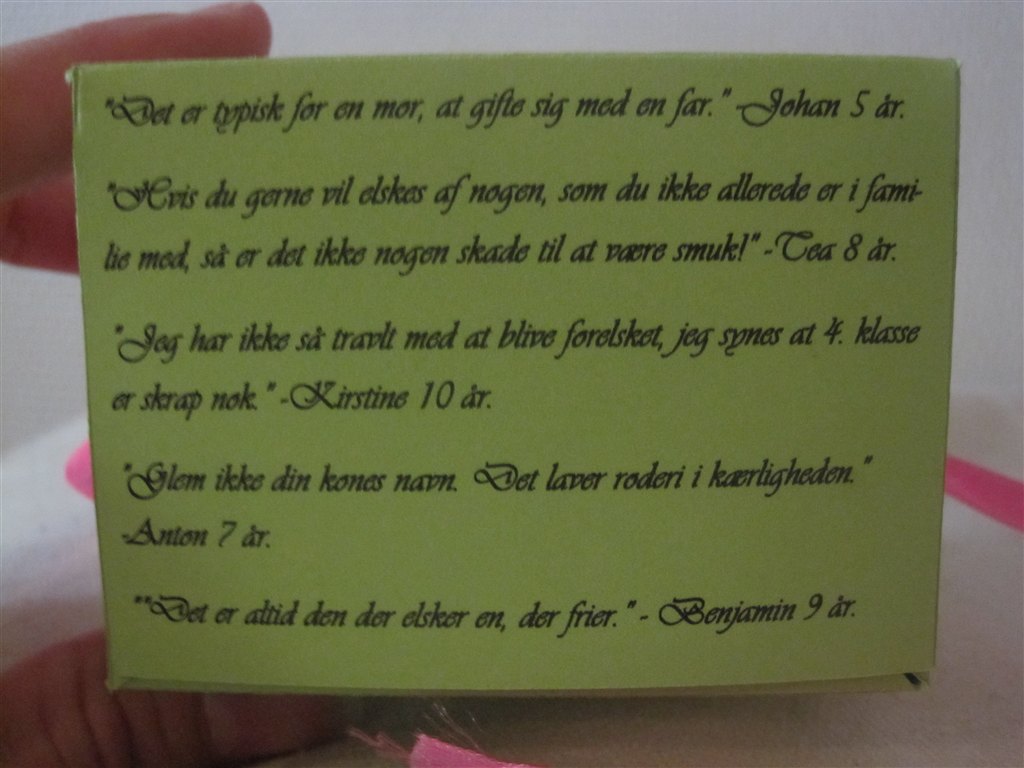 "Det er typisk for en mor, at gifte sig med en far." -Johan 5 år.
"Hvis du gerne vil elskes af nogen, som du ikke allerede er i fami-
lie med, så er det ikke nogen skade til at være smuk!" -Tea 8 år.
"Jeg har ikke så travlt med at blive forelsket, jeg synes at 4. klasse
er skrap nok." -Kirstine 10 år.
"Glem ikke din kones navn. Det laver roderi i kærligheden."
-Anton 7 år.
""Det er altid den der elsker en, der frier." - Benjamin 9 år.